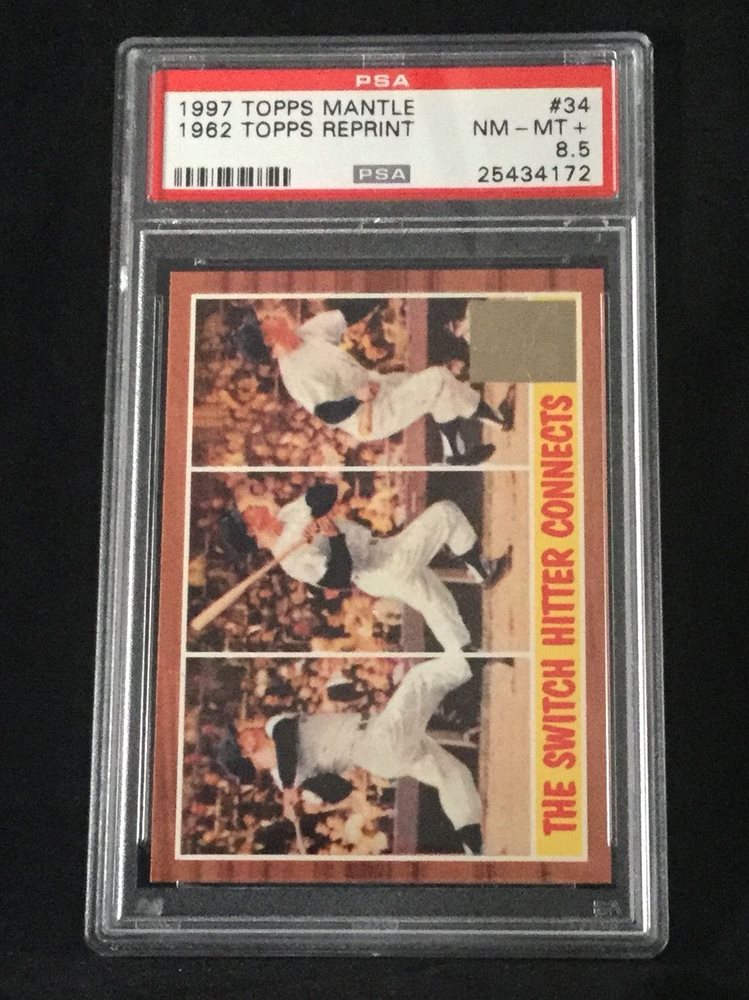 PSA
1997 TOPPS MANTLE #34
1962 TOPPS REPRINT NM - MT +
8.5
PSA 25434172
THE SWITCH HITTER CONNECTS